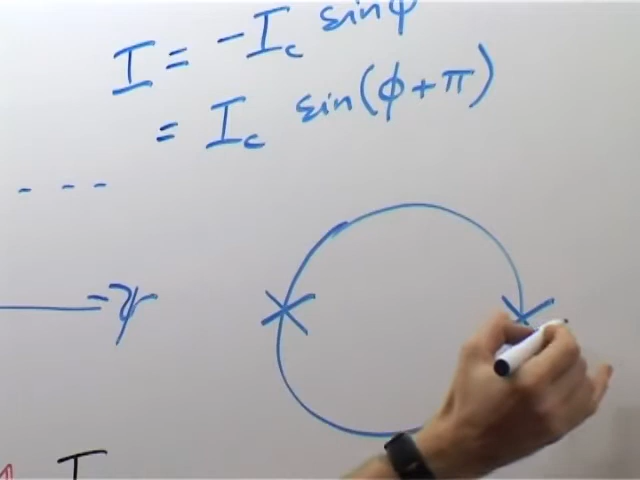 I = -I_c sin φ
= I_c sin(φ + π)
- - -
-ψ
I